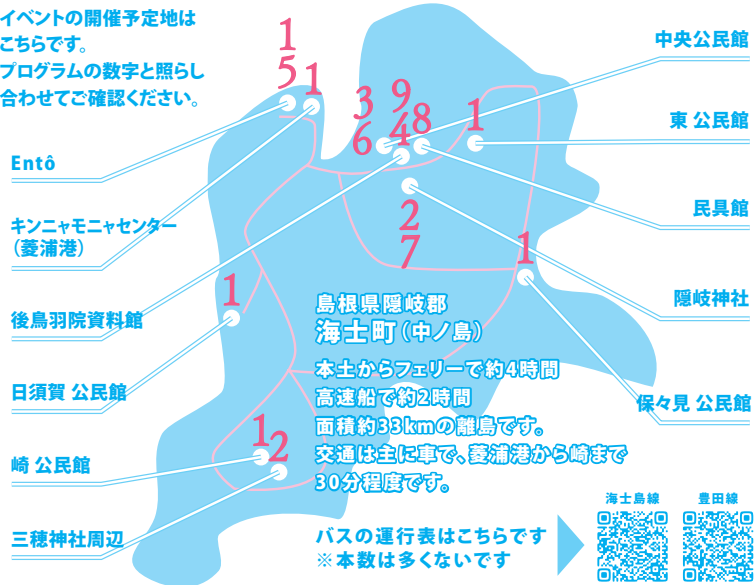 イベントの開催予定地は
こちらです。
プログラムの数字と照らし
合わせてご確認ください。
1
5
1
3
6
9
4
8
1
中央公民館
東 公民館
Entô
民具館
キンニャモニャセンター
（菱浦港）
2
7
1
隠岐神社
1
後鳥羽院資料館
島根県隠岐郡
海士町（中ノ島）
本土からフェリーで約4時間
高速船で約2時間
面積約33kmの離島です。
交通は主に車で、菱浦港から崎まで
30分程度です。
日須賀 公民館
保々見 公民館
1
2
崎 公民館
三穂神社周辺
バスの運行表はこちらです
※本数は多くないです
海士島線
豊田線